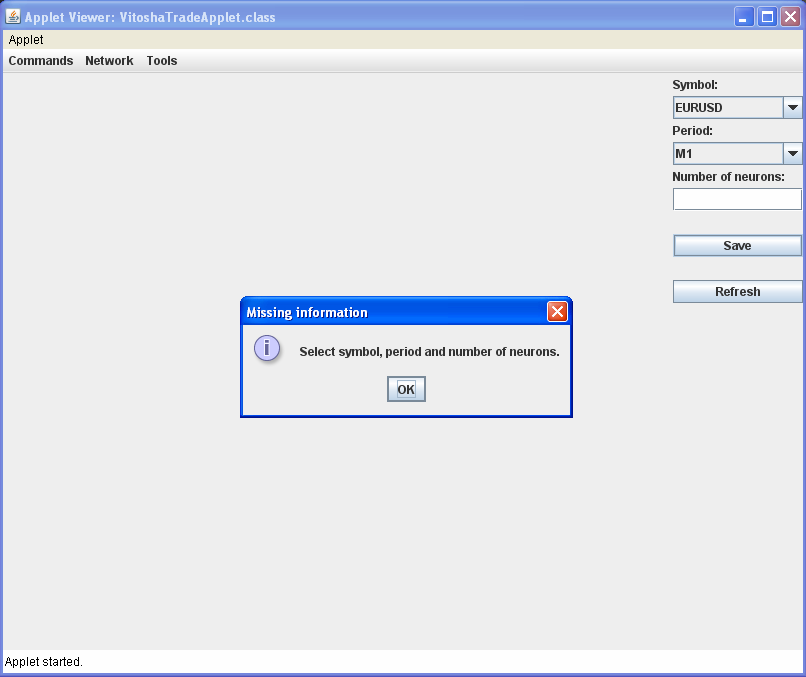 Applet Viewer: VitoshaTradeApplet.class
Applet
Commands Network Tools
Symbol:
EURUSD
Period:
M1
Number of neurons:
Save
Refresh
Missing information
Select symbol, period and number of neurons.
OK
Applet started.